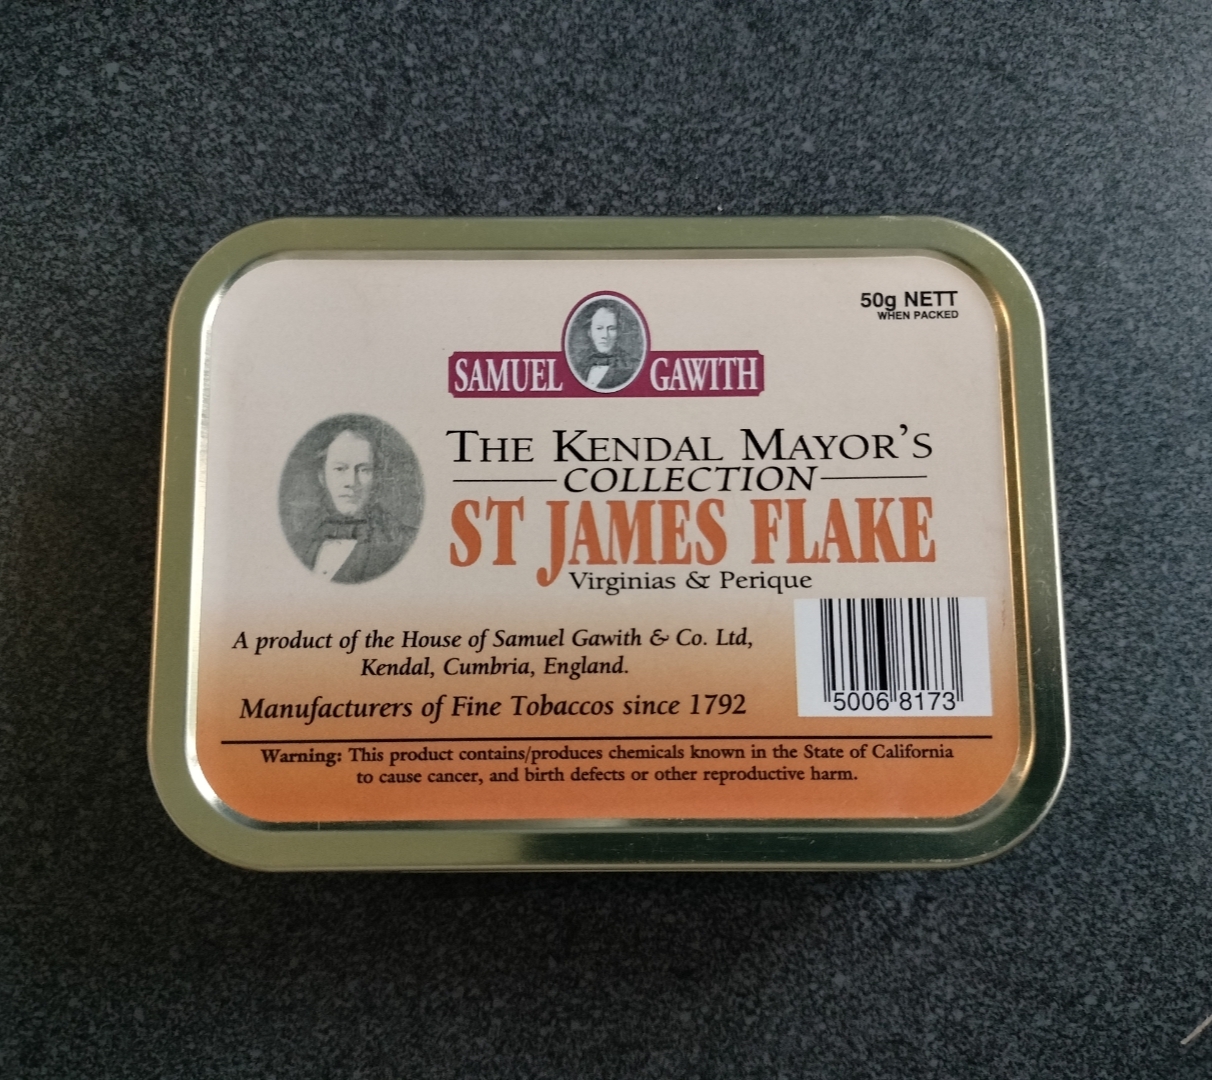 50g NETT
WHEN PACKED
SAMUEL GAWITH
THE KENDAL MAYOR'S
COLLECTION
ST JAMES FLAKE
Virginias & Perique
A product of the House of Samuel Gawith & Co. Ltd,
Kendal, Cumbria, England.
Manufacturers of Fine Tobaccos since 1792
5006 8173
Warning: This product contains/produces chemicals known in the State of California
to cause cancer, and birth defects or other reproductive harm.